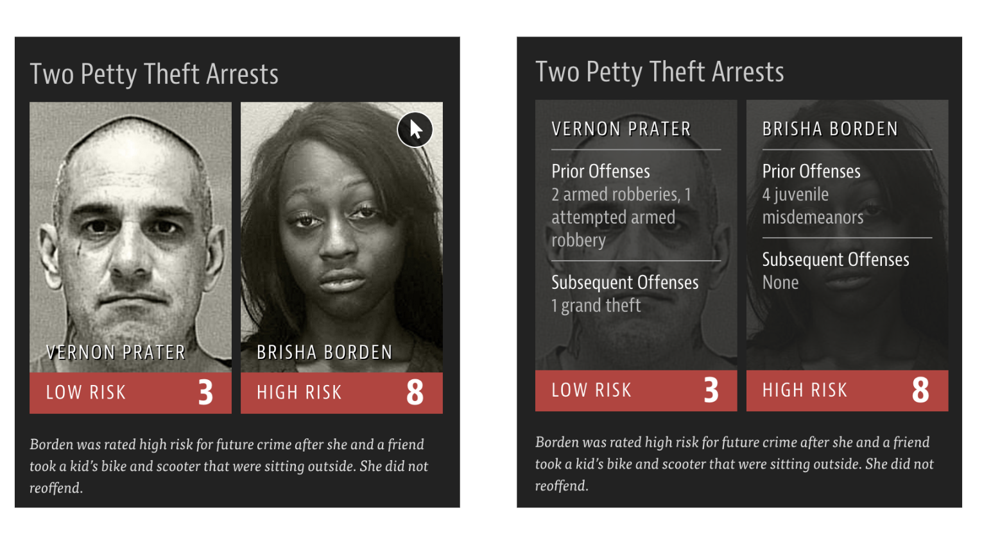 Two Petty Theft Arrests
VERNON PRATER
BRISHA BORDEN
LOW RISK 3
HIGH RISK 8
Borden was rated high risk for future crime after she and a friend
took a kid’s bike and scooter that were sitting outside. She did not
reoffend.
Two Petty Theft Arrests
VERNON PRATER
Prior Offenses
2 armed robberies, 1
attempted armed
robbery
Subsequent Offenses
1 grand theft
LOW RISK 3
BRISHA BORDEN
Prior Offenses
4 juvenile
misdemeanors
Subsequent Offenses
None
HIGH RISK 8
Borden was rated high risk for future crime after she and a friend
took a kid’s bike and scooter that were sitting outside. She did not
reoffend.